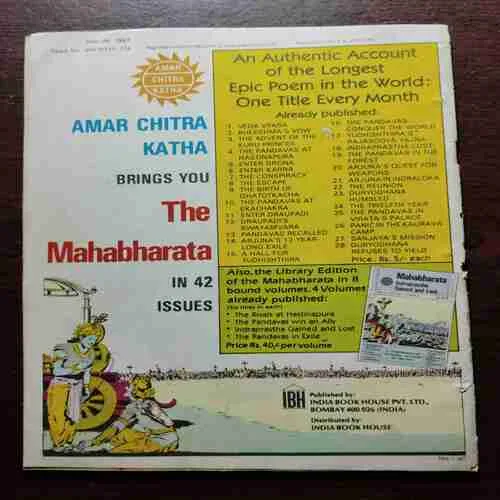 AMAR
CHITRA
KATHA
AMAR CHITRA
KATHA
BRINGS YOU
The
Mahabharata
IN 42
ISSUES
An Authentic Account
of the Longest
Epic Poem in the World:
One Title Every Month
Already published:
1. VEDA VYASA
2. BHEESHMA'S VOW
3. THE ADVENT OF THE
KURU PRINCES
4. THE PANDAVAS AT
HASTINAPURA
5. ENTER DRONA
6. ENTER KARNA
7. THE CONSPIRACY
8. THE ESCAPE
9. THE BIRTH OF
GHATOTKACHA
10. THE PANDAVAS AT
EKACHAKRA
11. ENTER DRAUPADI
12. DRAUPADI'S
SWAYAMVARA
13. PANDAVAS RECALLED
14. ARJUNA'S 12-YEAR
LONG EXILE
15. A HALL FOR
YUDHISHTHIRA
16. THE PANDAVAS
CONQUER THE WORLD
17. YUDHISHTHIRA'S
RAJASOOYA YAJNA
18. INDRAPRASTHA LOST
19. THE PANDAVAS IN THE
FOREST
20. ARJUNA'S QUEST FOR
WEAPONS
21. ARJUNA IN INDRALOKA
22. THE REUNION
23. DURYODHANA
HUMBLED
24. THE TWELFTH YEAR
25. THE PANDAVAS IN
VIRATA'S PALACE
26. PANIC IN THE KAURAVA
CAMP
27. SANJAYA'S MISSION
28. DURYODHANA
REFUSES TO YIELD
Price: Rs. 5/- each
Also, the Library Edition
of the Mahabharata in 8
bound volumes. 4 Volumes
already published:
• The Rivals at Hastinapura
• The Pandavas win an Ally
• Indraprastha Gained and Lost
• The Pandavas in Exile
Price Rs. 40/- per volume
Mahabharata
Indraprastha
Gained and Lost
IBH
Published by:
INDIA BOOK HOUSE PVT. LTD.,
BOMBAY 400 026 (INDIA)
Distributed by:
INDIA BOOK HOUSE